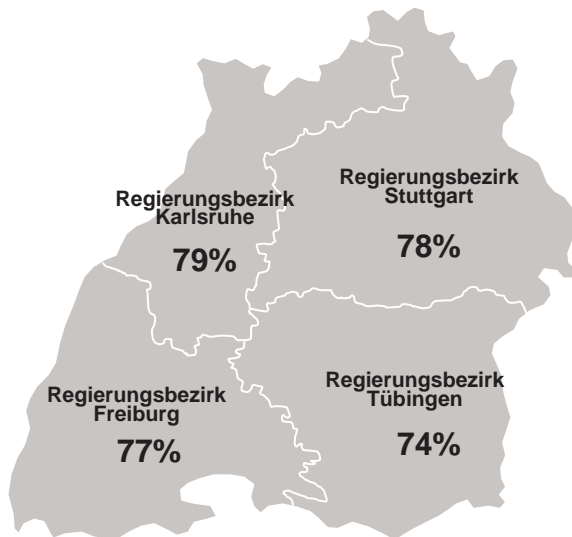 Regierungsbezirk
Karlsruhe
79%
Regierungsbezirk
Stuttgart
78%
Regierungsbezirk
Freiburg
77%
Regierungsbezirk
Tübingen
74%